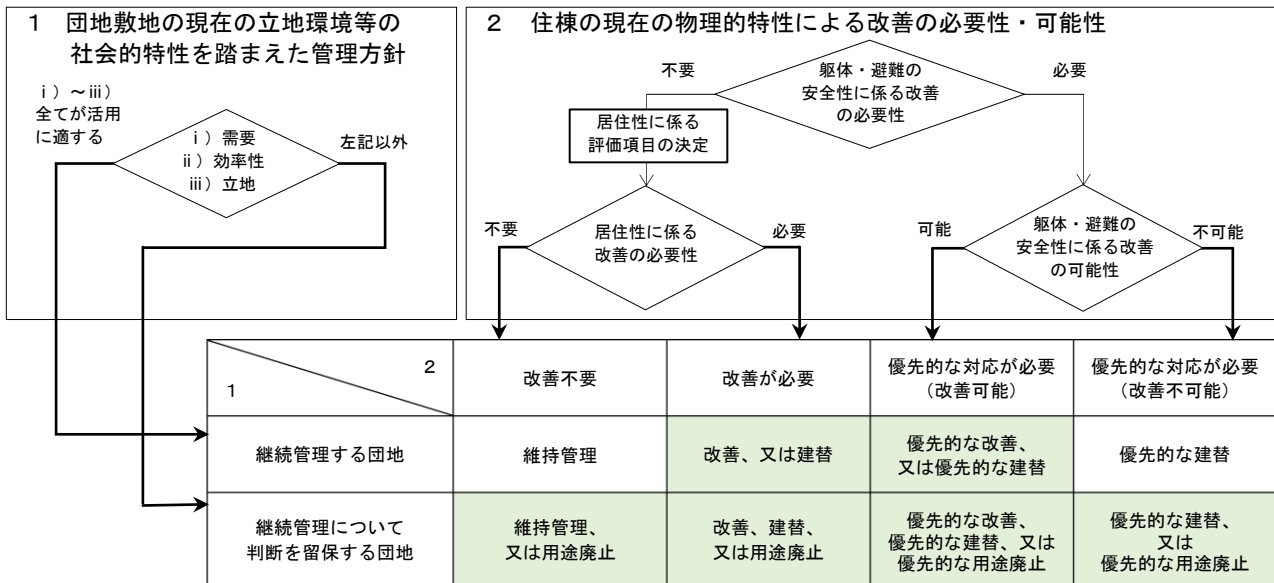 1 団地敷地の現在の立地環境等の
社会的特性を踏まえた管理方針
ⅰ）～ⅲ）
全てが活用
に適する
ⅰ）需要
ⅱ）効率性
ⅲ）立地
左記以外
2 住棟の現在の物理的特性による改善の必要性・可能性
不要
躯体・避難の
安全性に係る改善
の必要性
必要
居住性に係る
評価項目の決定
不要
居住性に係る
改善の必要性
必要
可能
躯体・避難の
安全性に係る改善
の可能性
不可能
2
1
改善不要
改善が必要
優先的な対応が必要
（改善可能）
優先的な対応が必要
（改善不可能）
継続管理する団地
維持管理
改善、又は建替
優先的な改善、
又は優先的な建替
優先的な建替
継続管理について
判断を留保する団地
維持管理、
又は用途廃止
改善、建替、
又は用途廃止
優先的な改善、
優先的な建替、又は
優先的な用途廃止
優先的な建替、
又は
優先的な用途廃止